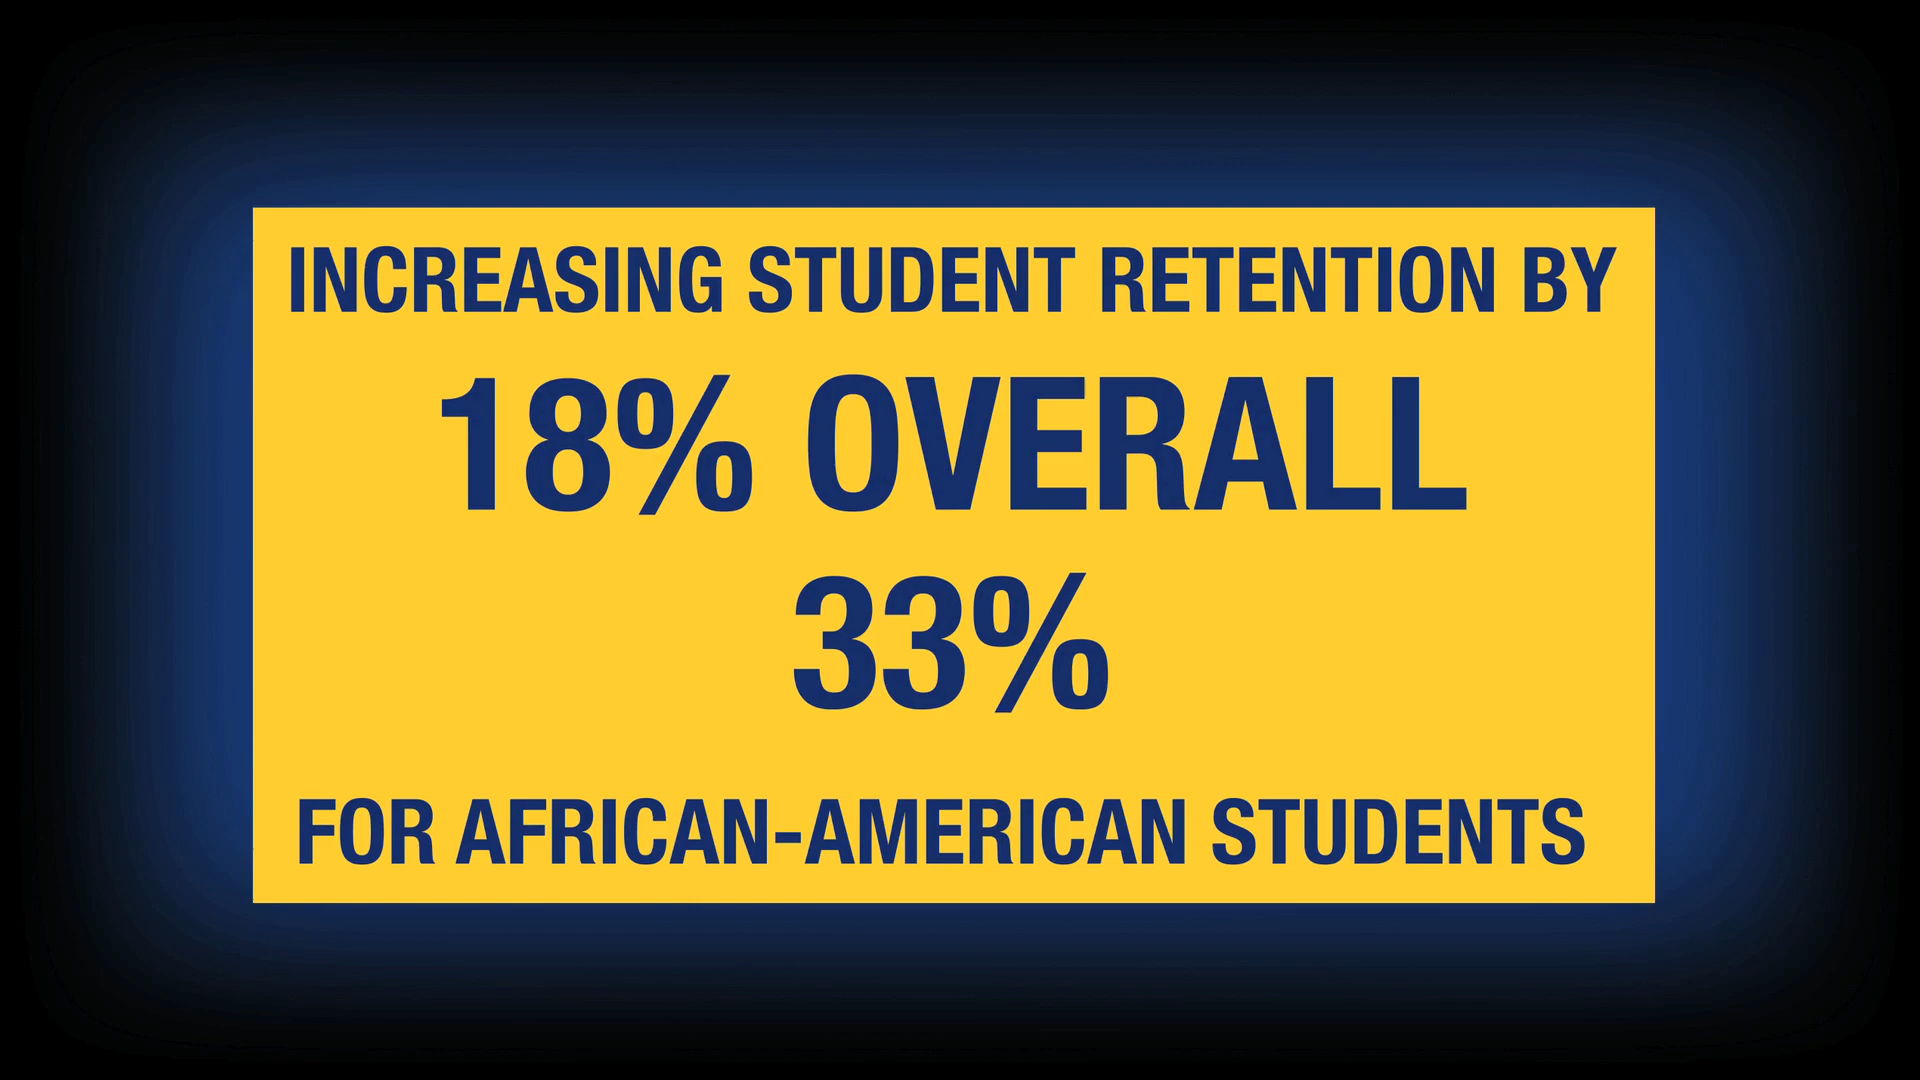 INCREASING STUDENT RETENTION BY
18% OVERALL
33%
FOR AFRICAN-AMERICAN STUDENTS